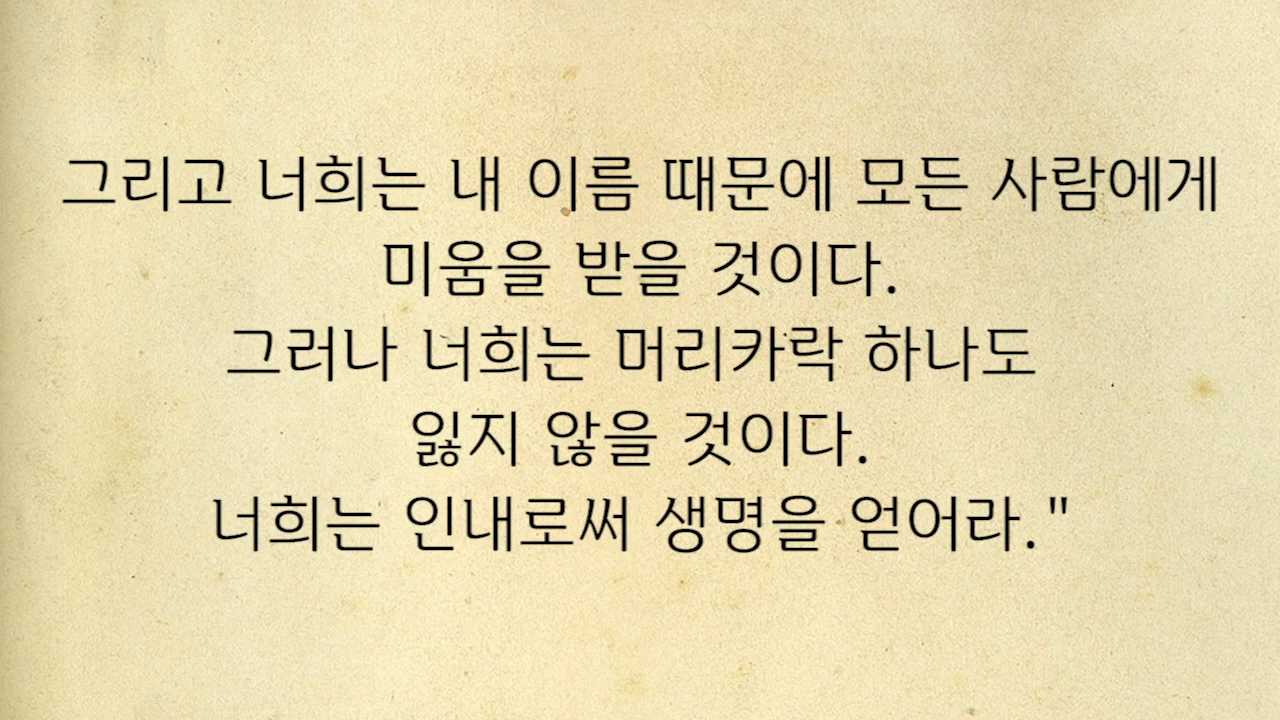 그리고 너희는 내 이름 때문에 모든 사람에게
미움을 받을 것이다.
그러나 너희는 머리카락 하나도
잃지 않을 것이다.
너희는 인내로써 생명을 얻어라. "